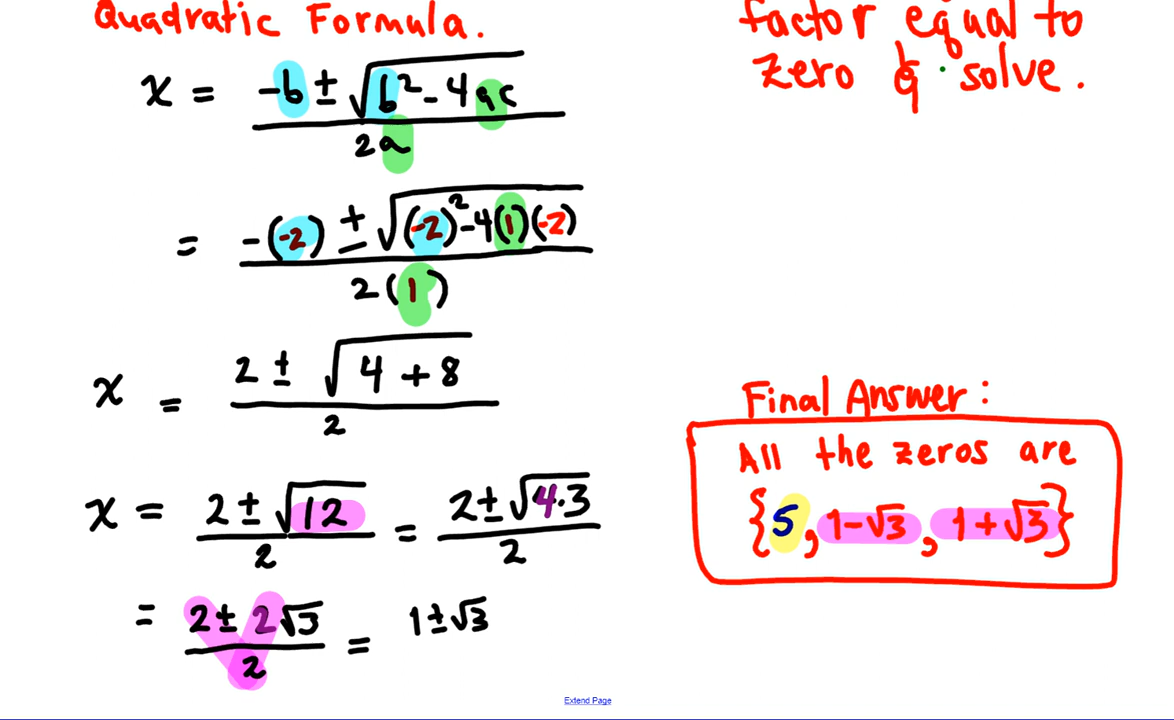 Quadratic Formula.
x = -b ± √(b² - 4ac) / 2a
= -(-2) ± √((-2)² - 4(1)(-2)) / 2(1)
x = 2 ± √(4 + 8) / 2
x = 2 ± √12 / 2 = 2 ± √(4·3) / 2
= 2 ± 2√3 / 2 = 1 ± √3
factor equal to
zero & solve.
Final Answer:
All the zeros are
{5, 1-√3, 1+√3}
Extend Page